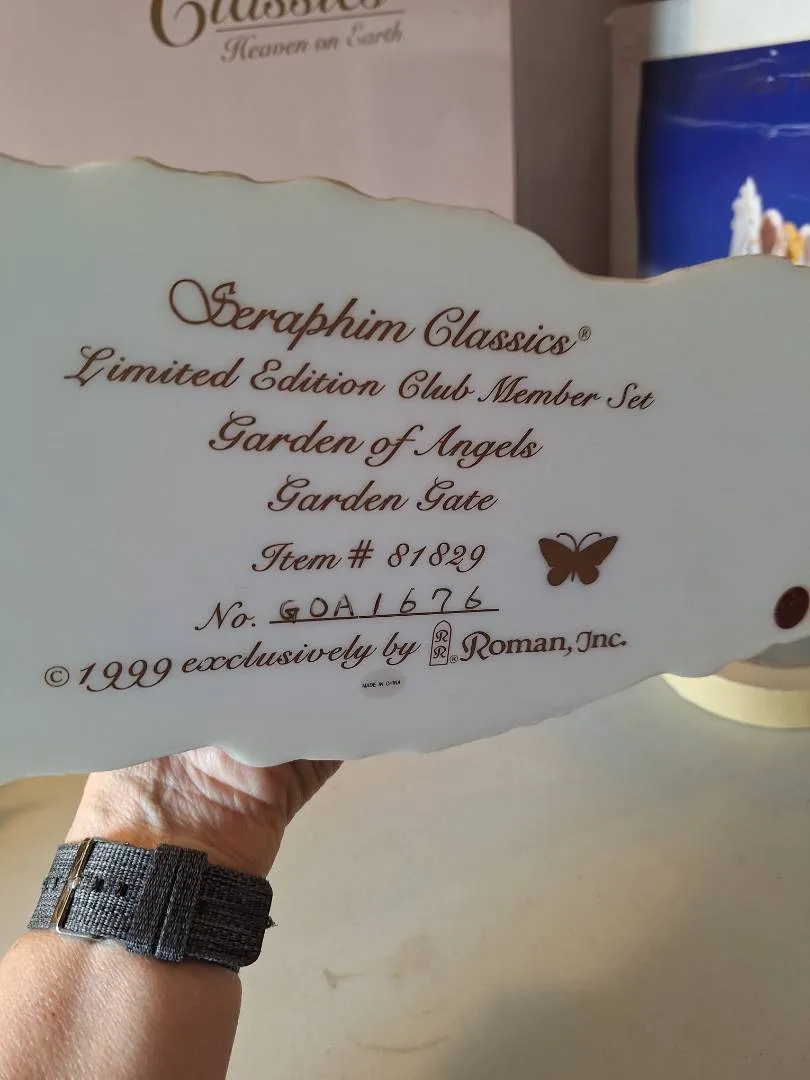 Classics
Heaven on Earth
Seraphim Classics®
Limited Edition Club Member Set
Garden of Angels
Garden Gate
Item # 81829
No. GOA1676
© 1999 exclusively by RR® Roman, Inc.
MADE IN CHINA